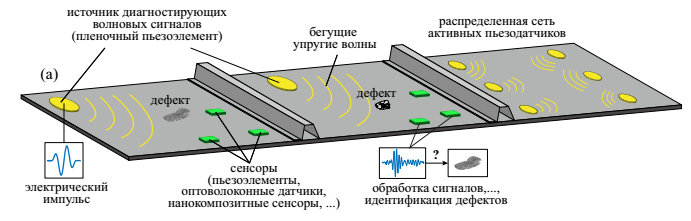 источник диагностирующих
волновых сигналов
(пленочный пьезоэлемент)
бегущие
упругие волны
распределенная сеть
активных пьезодатчиков
(а)
дефект
дефект
?
электрический
импульс
сенсоры
(пьезоэлементы,
оптоволоконные датчики,
нанокомпозитные сенсоры, ...)
обработка сигналов,...,
идентификация дефектов